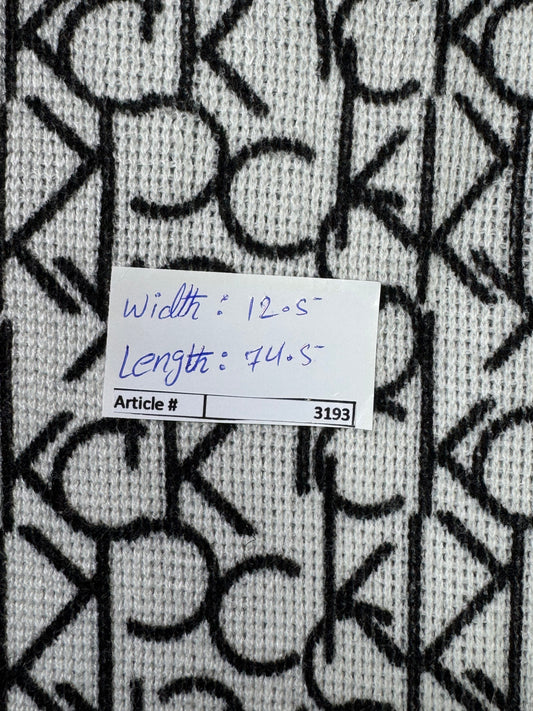 Width: 12.5
Length: 74.5
Article # 3193